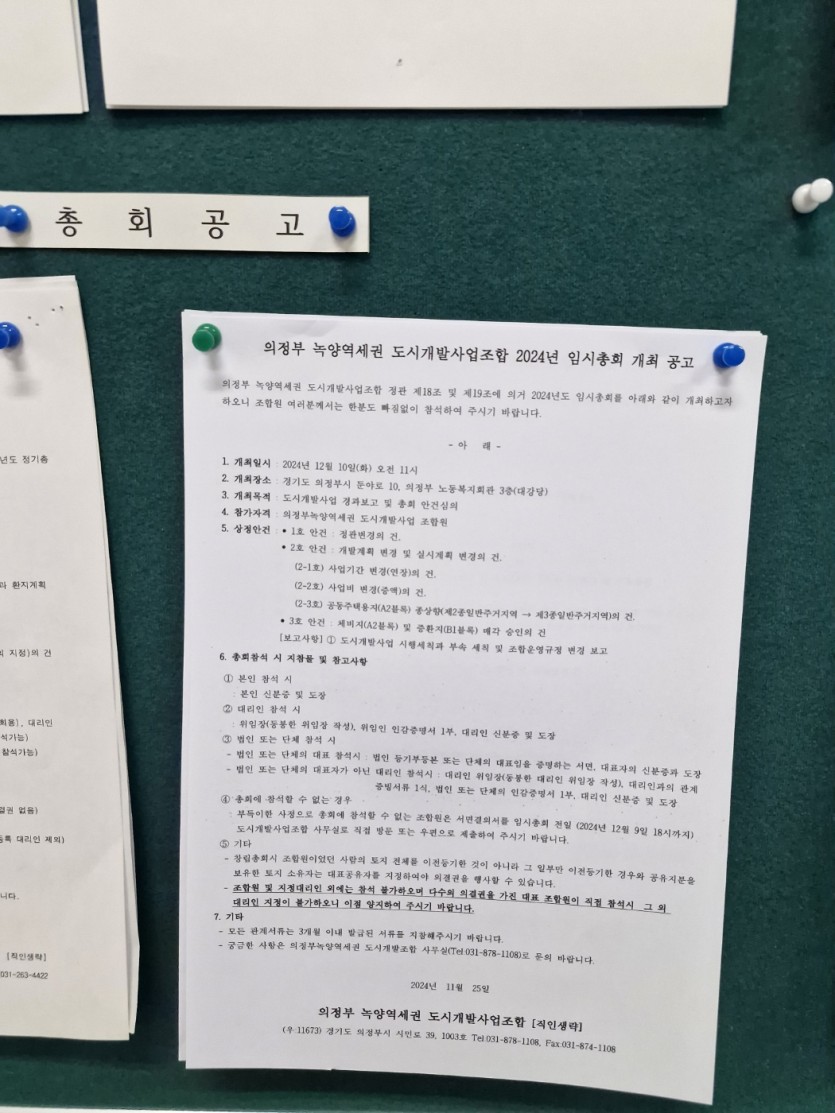 총 회 공 고
년도 정기총
과 환지계획
지정)의 건
회용), 대리인
석가능)
참석가능)
결권 없음)
등록 대리인 제외)
니다.
[직인생략]
031-263-4422
의정부 녹양역세권 도시개발사업조합 2024년 임시총회 개최 공고
의정부 녹양역세권 도시개발사업조합 정관 제18조 및 제19조에 의거 2024년도 임시총회를 아래와 같이 개최하고자
하오니 조합원 여러분께서는 한분도 빠짐없이 참석하여 주시기 바랍니다.
- 아 래 -
1. 개최일시 : 2024년 12월 10일(화) 오전 11시
2. 개최장소 : 경기도 의정부시 둔야로 10, 의정부 노동복지회관 3층(대강당)
3. 개최목적 : 도시개발사업 경과보고 및 총회 안건심의
4. 참가자격 : 의정부녹양역세권 도시개발사업 조합원
5. 상정안건 : • 1호 안건 : 정관변경의 건.
• 2호 안건 : 개발계획 변경 및 실시계획 변경의 건.
(2-1호) 사업기간 변경(연장)의 건.
(2-2호) 사업비 변경(증액)의 건.
(2-3호) 공동주택용지(A2블록) 종상향(제2종일반주거지역 → 제3종일반주거지역)의 건.
• 3호 안건 : 체비지(A2블록) 및 증환지(B1블록) 매각 승인의 건
[보고사항] ① 도시개발사업 시행세칙과 부속 세칙 및 조합운영규정 변경 보고
6. 총회참석 시 지참물 및 참고사항
① 본인 참석 시
: 본인 신분증 및 도장
② 대리인 참석 시
: 위임장(동봉한 위임장 작성), 위임인 인감증명서 1부, 대리인 신분증 및 도장
③ 법인 또는 단체 참석 시
- 법인 또는 단체의 대표 참석시 : 법인 등기부등본 또는 단체의 대표임을 증명하는 서면, 대표자의 신분증과 도장
- 법인 또는 단체의 대표자가 아닌 대리인 참석시 : 대리인 위임장(동봉한 대리인 위임장 작성), 대리인과의 관계
증빙서류 1식, 법인 또는 단체의 인감증명서 1부, 대리인 신분증 및 도장
④ 총회에 참석할 수 없는 경우
: 부득이한 사정으로 총회에 참석할 수 없는 조합원은 서면결의서를 임시총회 전일 (2024년 12월 9일 18시까지)
도시개발사업조합 사무실로 직접 방문 또는 우편으로 제출하여 주시기 바랍니다.
⑤ 기타
- 창립총회시 조합원이었던 사람의 토지 전체를 이전등기한 것이 아니라 그 일부만 이전등기한 경우와 공유지분을
보유한 토지 소유자는 대표공유자를 지정하여야 의결권을 행사할 수 있습니다.
- 조합원 및 지정대리인 외에는 참석 불가하오며 다수의 의결권을 가진 대표 조합원이 직접 참석시 그 외
대리인 지정이 불가하오니 이점 양지하여 주시기 바랍니다.
7. 기타
- 모든 관계서류는 3개월 이내 발급된 서류를 지참해주시기 바랍니다.
- 궁금한 사항은 의정부녹양역세권 도시개발조합 사무실(Tel:031-878-1108)로 문의 바랍니다.
2024년 11월 25일
의정부 녹양역세권 도시개발사업조합 [직인생략]
(우:11673) 경기도 의정부시 시민로 39, 1003호 Tel:031-878-1108, Fax:031-874-1108